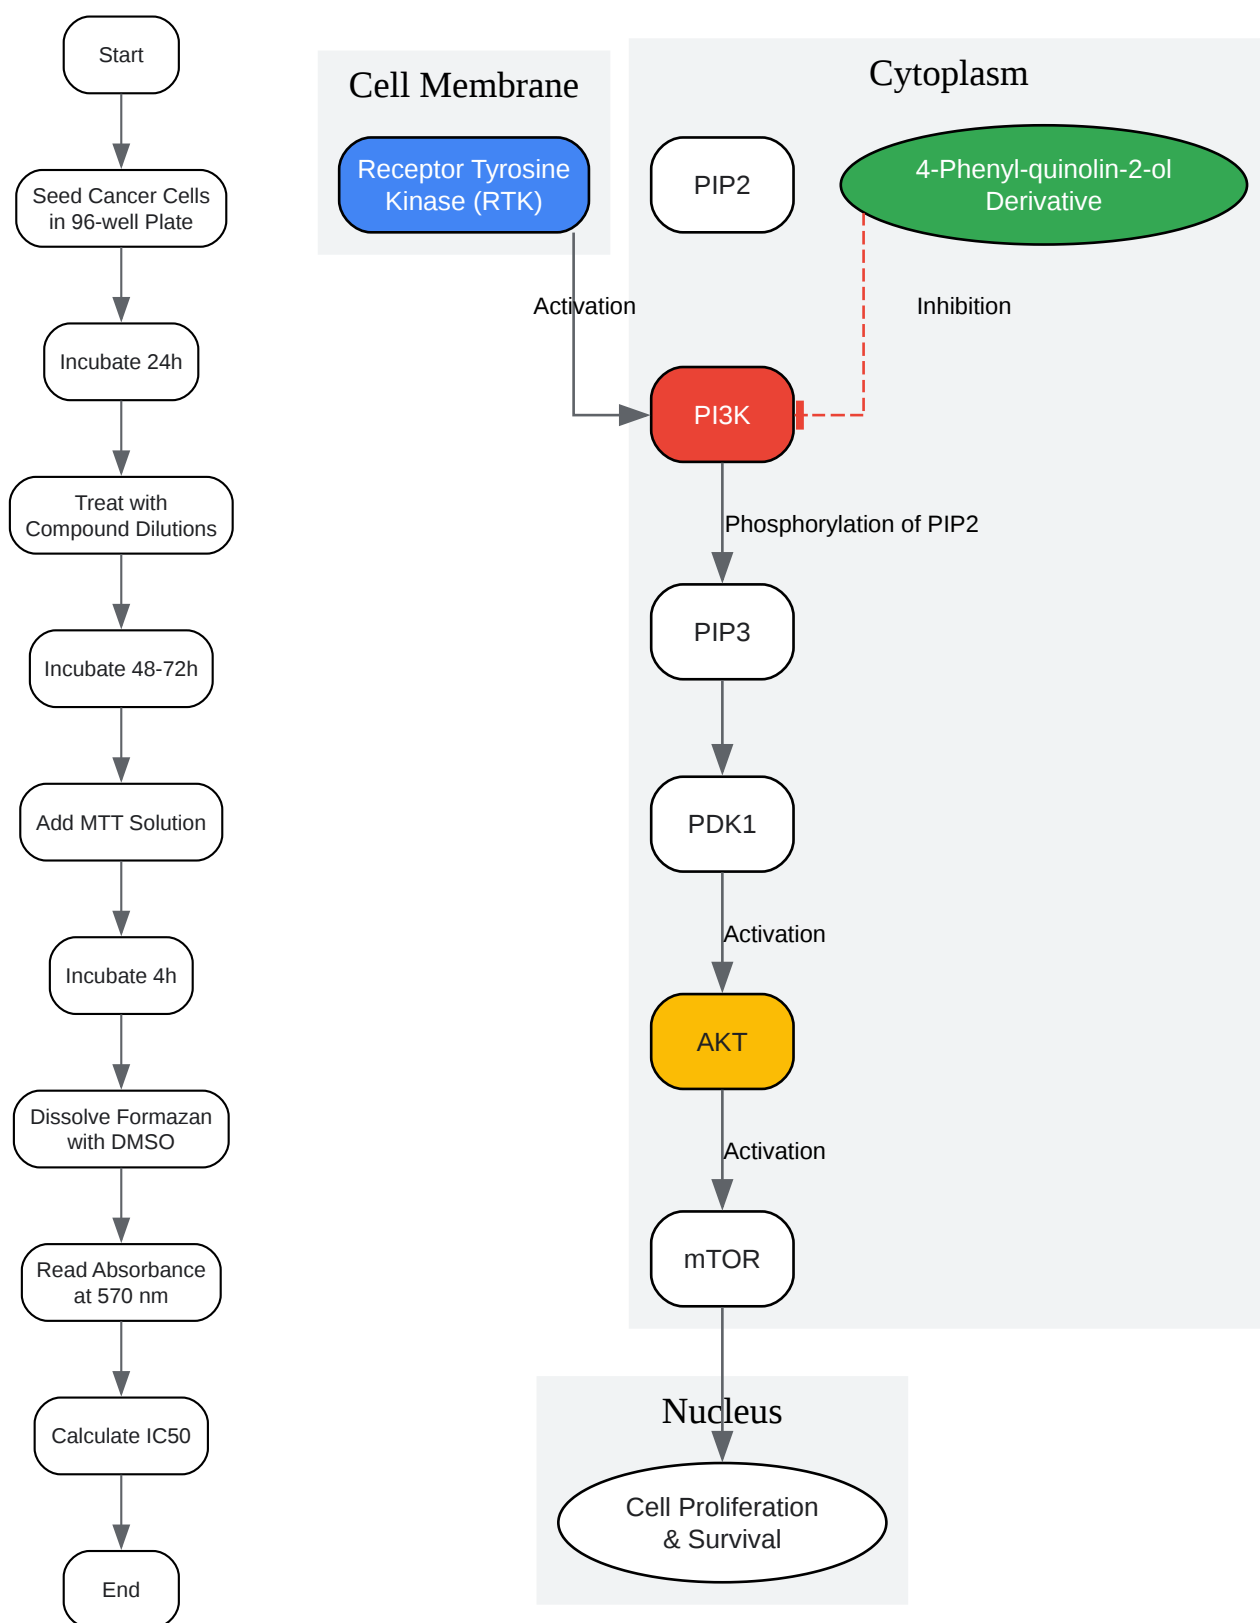 Start
Seed Cancer Cells
in 96-well Plate
Incubate 24h
Treat with
Compound Dilutions
Incubate 48-72h
Add MTT Solution
Incubate 4h
Dissolve Formazan
with DMSO
Read Absorbance
at 570 nm
Calculate IC50
End
Cell Membrane
Receptor Tyrosine
Kinase (RTK)
Activation
Cytoplasm
PIP2
4-Phenyl-quinolin-2-ol
Derivative
Inhibition
PI3K
Phosphorylation of PIP2
PIP3
PDK1
Activation
AKT
Activation
mTOR
Nucleus
Cell Proliferation
& Survival